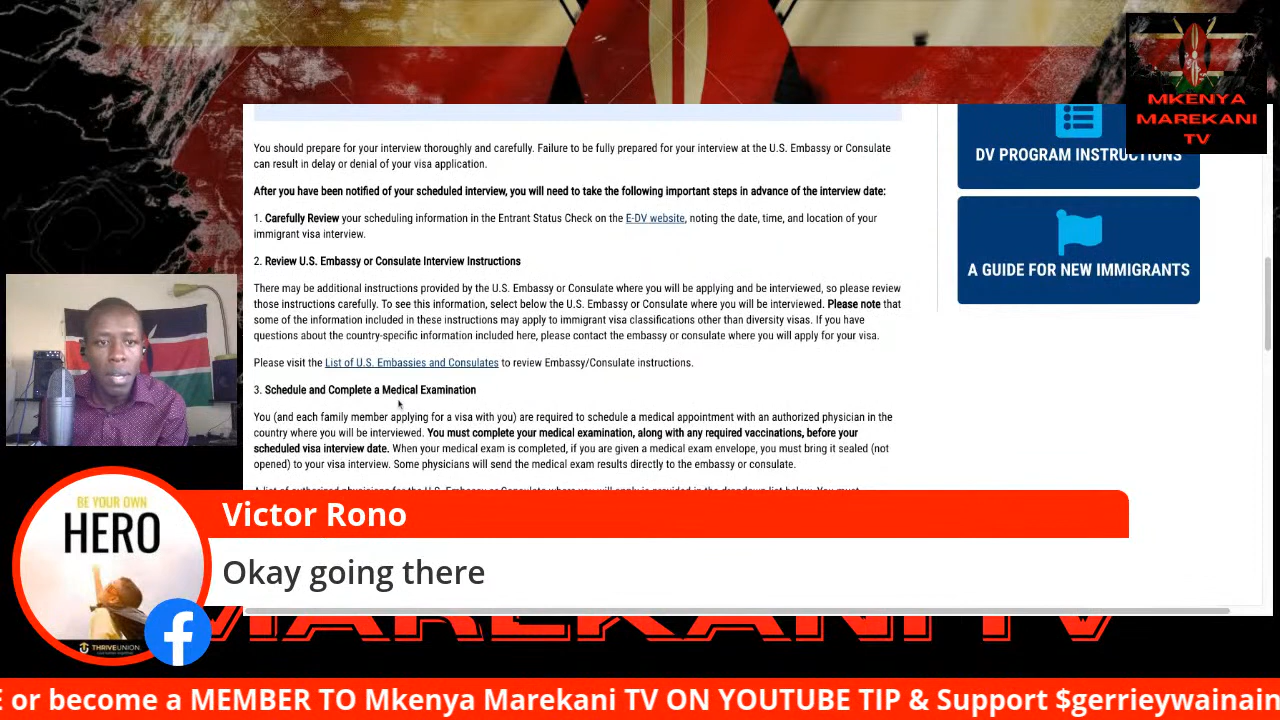 MKENYA
MAREKANI
TV
You should prepare for your interview thoroughly and carefully. Failure to be fully prepared for your interview at the U.S. Embassy or Consulate
can result in delay or denial of your visa application.
After you have been notified of your scheduled interview, you will need to take the following important steps in advance of the interview date:
1. Carefully Review your scheduling information in the Entrant Status Check on the E-DV website, noting the date, time, and location of your
immigrant visa interview.
2. Review U.S. Embassy or Consulate Interview Instructions
There may be additional instructions provided by the U.S. Embassy or Consulate where you will be applying and be interviewed, so please review
those instructions carefully. To see this information, select below the U.S. Embassy or Consulate where you will be interviewed. Please note that
some of the information included in these instructions may apply to immigrant visa classifications other than diversity visas. If you have
questions about the country-specific information included here, please contact the embassy or consulate where you will apply for your visa.
Please visit the List of U.S. Embassies and Consulates to review Embassy/Consulate instructions.
3. Schedule and Complete a Medical Examination
You (and each family member applying for a visa with you) are required to schedule a medical appointment with an authorized physician in the
country where you will be interviewed. You must complete your medical examination, along with any required vaccinations, before your
scheduled visa interview date. When your medical exam is completed, if you are given a medical exam envelope, you must bring it sealed (not
opened) to your visa interview. Some physicians will send the medical exam results directly to the embassy or consulate.
DV PROGRAM INSTRUCTIONS
A GUIDE FOR NEW IMMIGRANTS
BE YOUR OWN
HERO
THRIVEUNION
Victor Rono
Okay going there
MAREKANI TV
or become a MEMBER TO Mkenya Marekani TV ON YOUTUBE TIP & Support $gerrieywainain